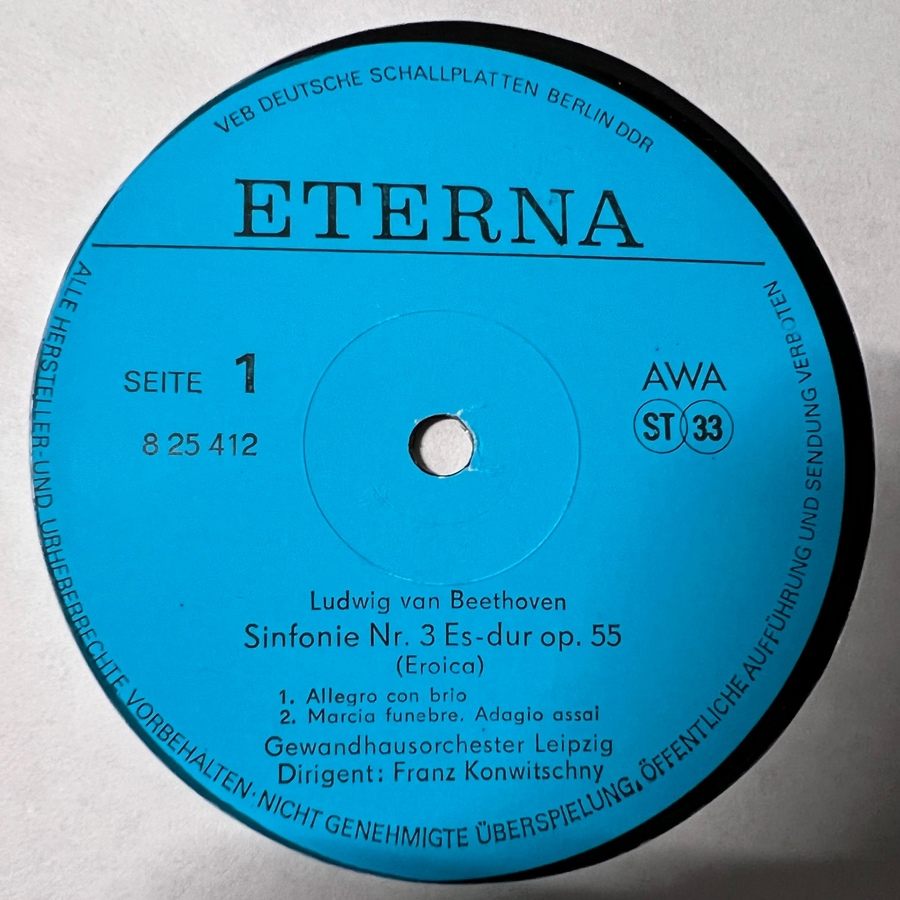 VEB DEUTSCHE SCHALLPLATTEN BERLIN DDR
ETERNA
SEITE 1
8 25 412
AWA
ST 33
Ludwig van Beethoven
Sinfonie Nr. 3 Es-dur op. 55
(Eroica)
1. Allegro con brio
2. Marcia funebre. Adagio assai
Gewandhausorchester Leipzig
Dirigent: Franz Konwitschny
ALLE HERSTELLER-UND URHEBERRECHTE VORBEHALTEN · NICHT GENEHMIGTE ÜBERSPIELUNG, ÖFFENTLICHE AUFFÜHRUNG UND SENDUNG VERBOTEN